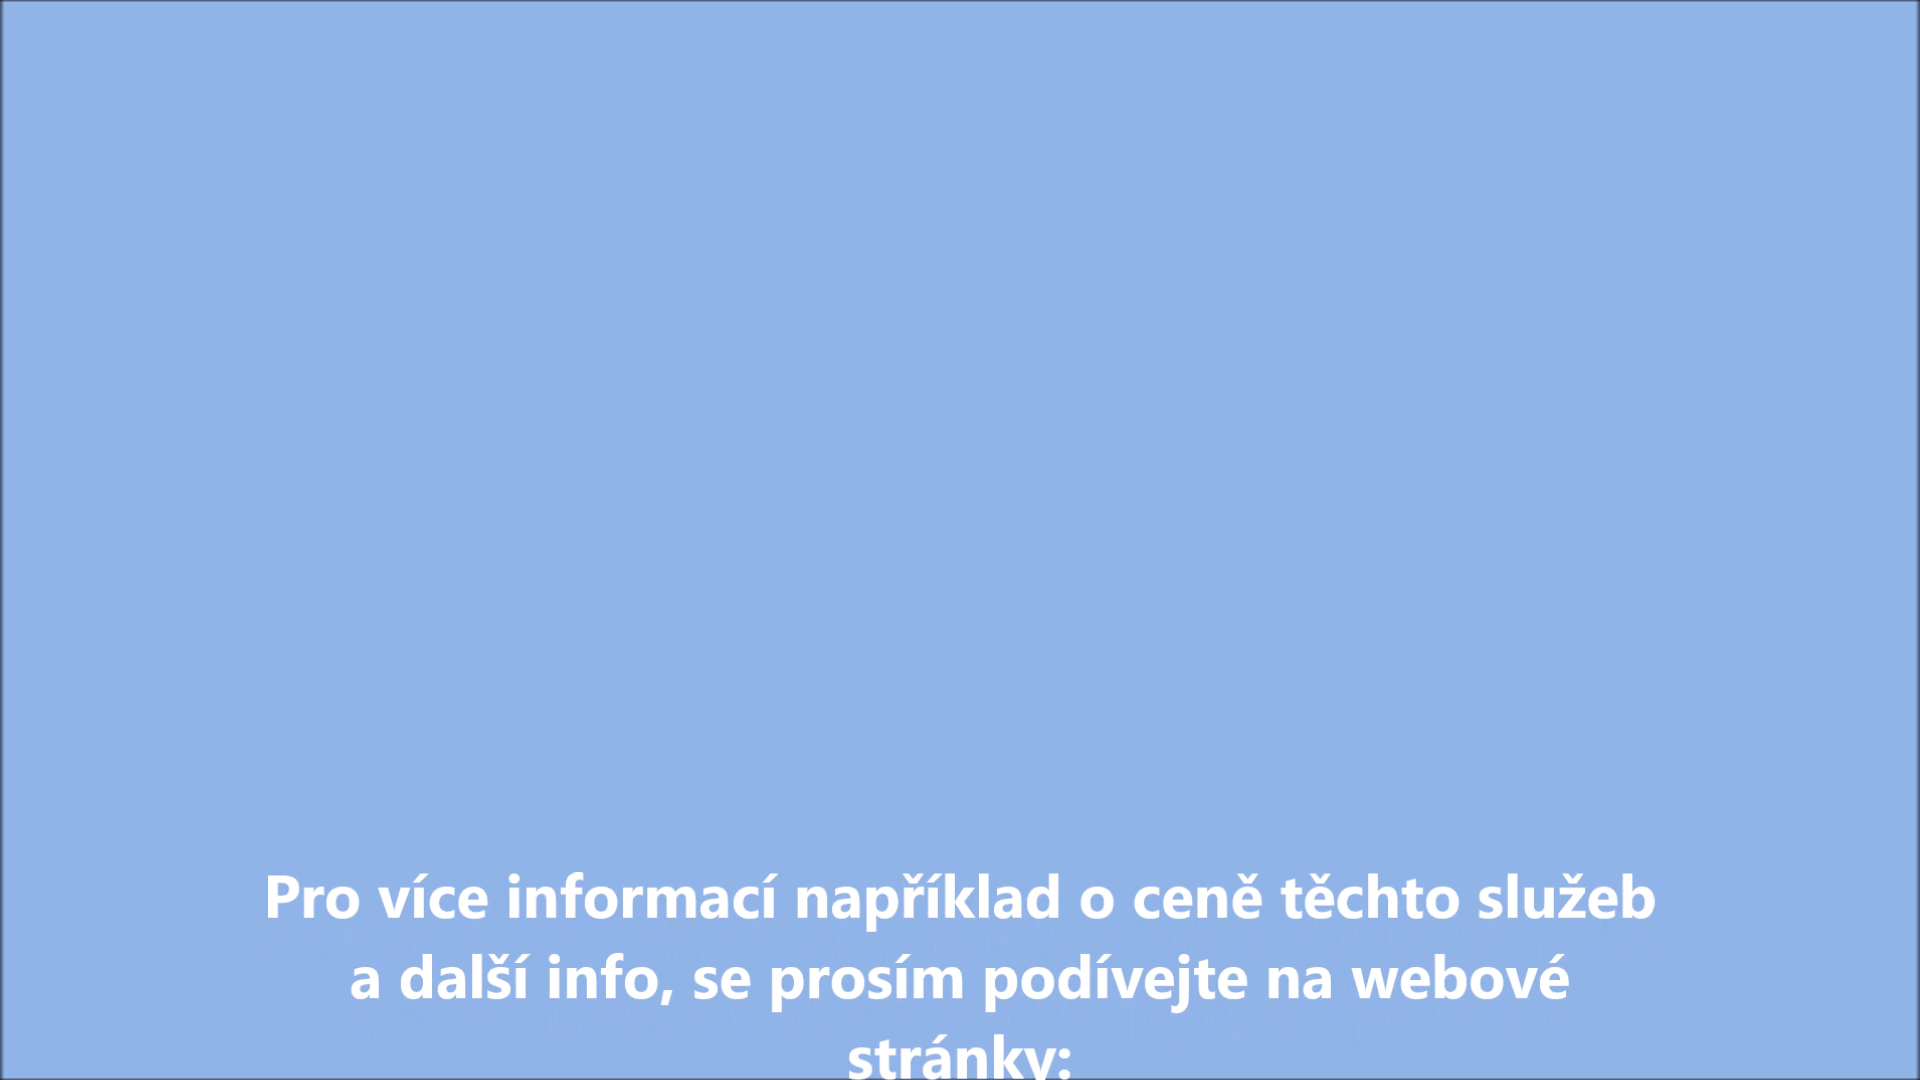 Pro více informací například o ceně těchto služeb
a další info, se prosím podívejte na webové
stránky: